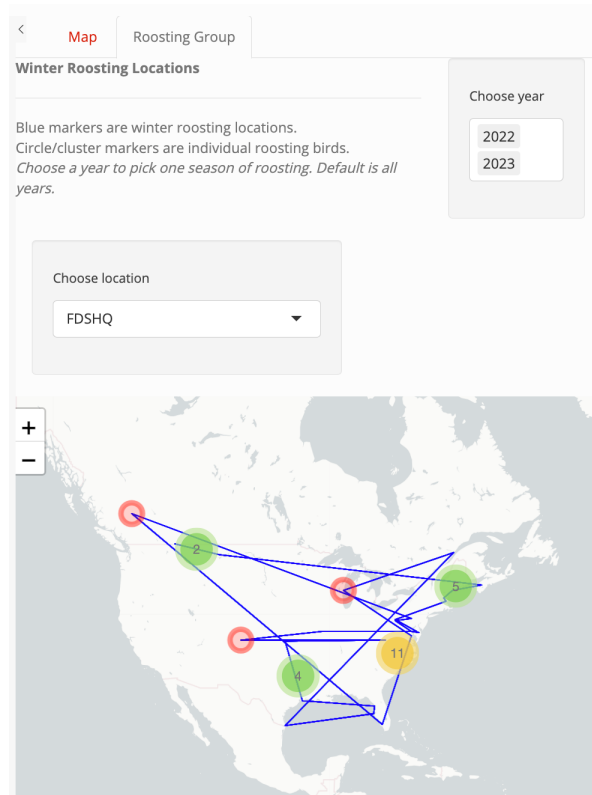 Map
Roosting Group
Winter Roosting Locations
Choose year
2022
2023
Blue markers are winter roosting locations.
Circle/cluster markers are individual roosting birds.
Choose a year to pick one season of roosting. Default is all
years.
Choose location
FDSHQ
+
−
2
5
11
4